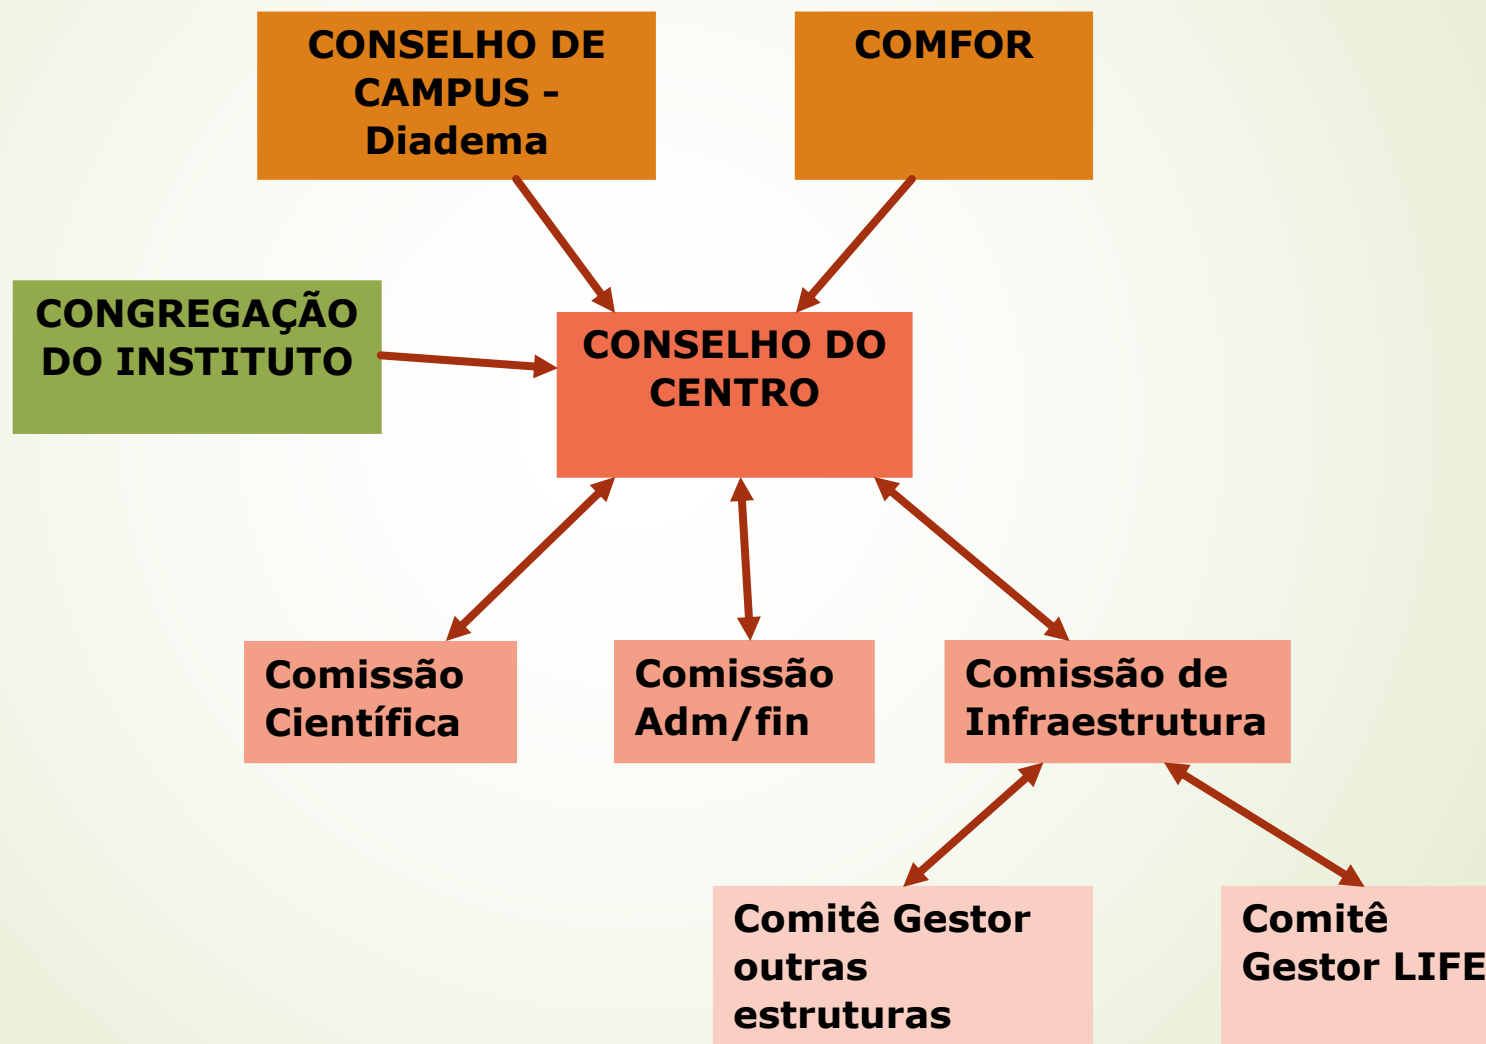 CONSELHO DE
CAMPUS –
Diadema
COMFOR
CONGREGAÇÃO
DO INSTITUTO
CONSELHO DO
CENTRO
Comissão
Científica
Comissão
Adm/fin
Comissão de
Infraestrutura
Comitê Gestor
outras
estruturas
Comitê
Gestor LIFE